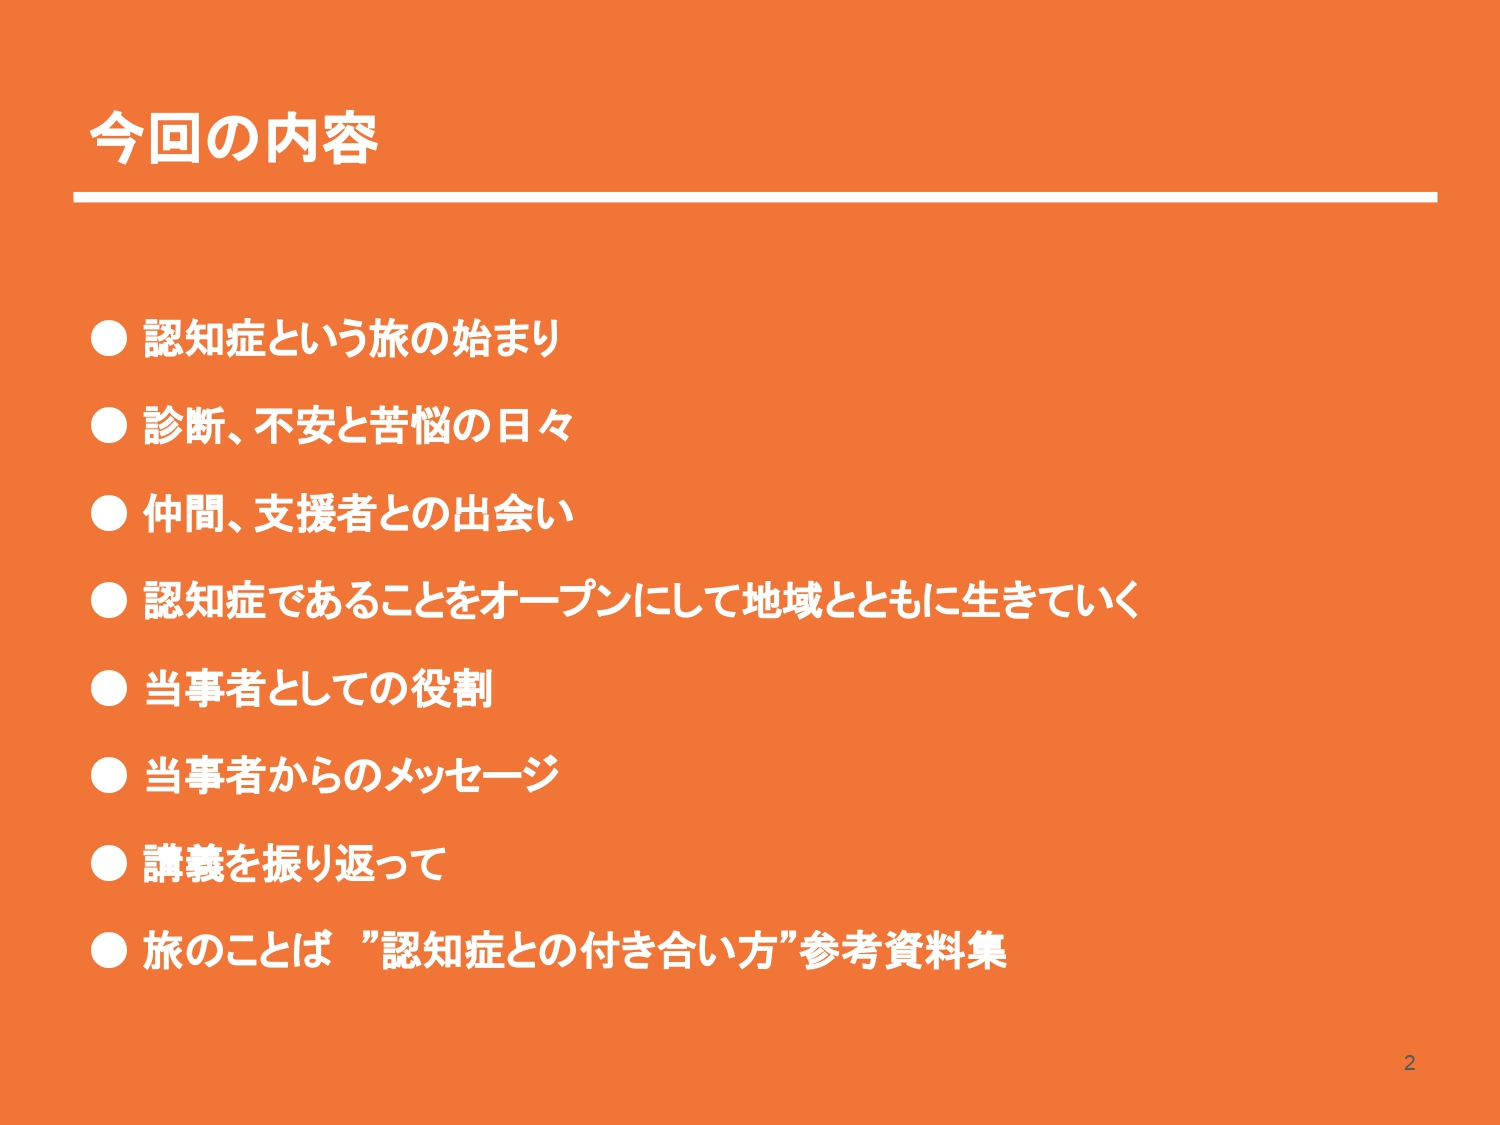 今回の内容
● 認知症という旅の始まり
● 診断、不安と苦悩の日々
● 仲間、支援者との出会い
● 認知症であることをオープンにして地域とともに生きていく
● 当事者としての役割
● 当事者からのメッセージ
● 講義を振り返って
● 旅のことば ”認知症との付き合い方”参考資料集
2